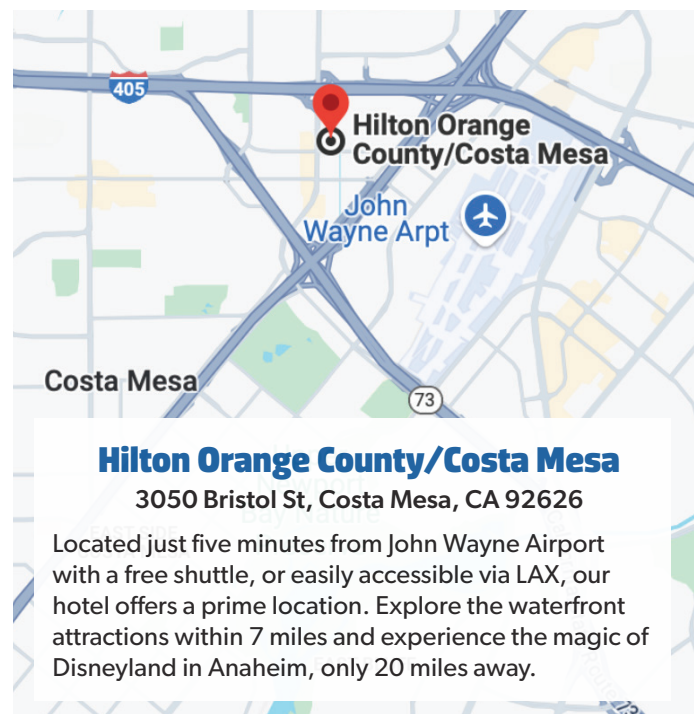 405
Hilton Orange
County/Costa Mesa
John
Wayne Arpt
Costa Mesa
73
Hilton Orange County/Costa Mesa
3050 Bristol St, Costa Mesa, CA 92626
Located just five minutes from John Wayne Airport
with a free shuttle, or easily accessible via LAX, our
hotel offers a prime location. Explore the waterfront
attractions within 7 miles and experience the magic of
Disneyland in Anaheim, only 20 miles away.
73